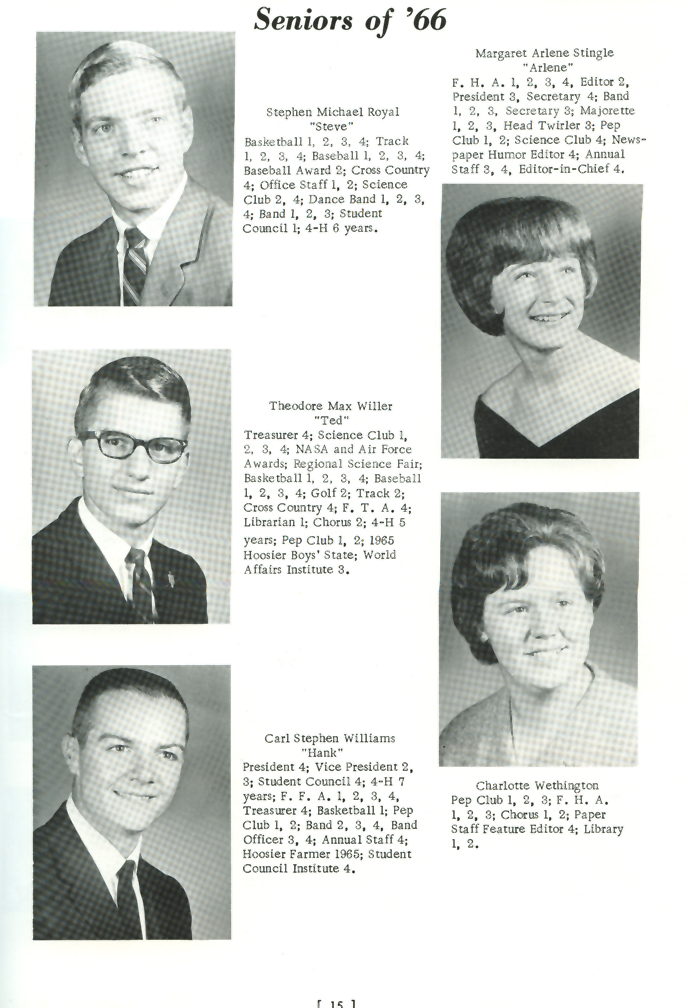 Seniors of '66
Stephen Michael Royal
"Steve"
Basketball 1, 2, 3, 4; Track
1, 2, 3, 4; Baseball 1, 2, 3, 4;
Baseball Award 2; Cross Country
4; Office Staff 1, 2; Science
Club 2, 4; Dance Band 1, 2, 3,
4; Band 1, 2, 3; Student
Council 1; 4-H 6 years.
Margaret Arlene Stingle
"Arlene"
F. H. A. 1, 2, 3, 4, Editor 2,
President 3, Secretary 4; Band
1, 2, 3, Secretary 3; Majorette
1, 2, 3, Head Twirler 3; Pep
Club 1, 2; Science Club 4; News-
paper Humor Editor 4; Annual
Staff 3, 4, Editor-in-Chief 4.
Theodore Max Willer
"Ted"
Treasurer 4; Science Club 1,
2, 3, 4; NASA and Air Force
Awards; Regional Science Fair;
Basketball 1, 2, 3, 4; Baseball
1, 2, 3, 4; Golf 2; Track 2;
Cross Country 4; F. T. A. 4;
Librarian 1; Chorus 2; 4-H 5
years; Pep Club 1, 2; 1965
Hoosier Boys' State; World
Affairs Institute 3.
Carl Stephen Williams
"Hank"
President 4; Vice President 2,
3; Student Council 4; 4-H 7
years; F. F. A. 1, 2, 3, 4,
Treasurer 4; Basketball 1; Pep
Club 1, 2; Band 2, 3, 4, Band
Officer 3, 4; Annual Staff 4;
Hoosier Farmer 1965; Student
Council Institute 4.
Charlotte Wethington
Pep Club 1, 2, 3; F. H. A.
1, 2, 3; Chorus 1, 2; Paper
Staff Feature Editor 4; Library
1, 2.
[ 15 ]